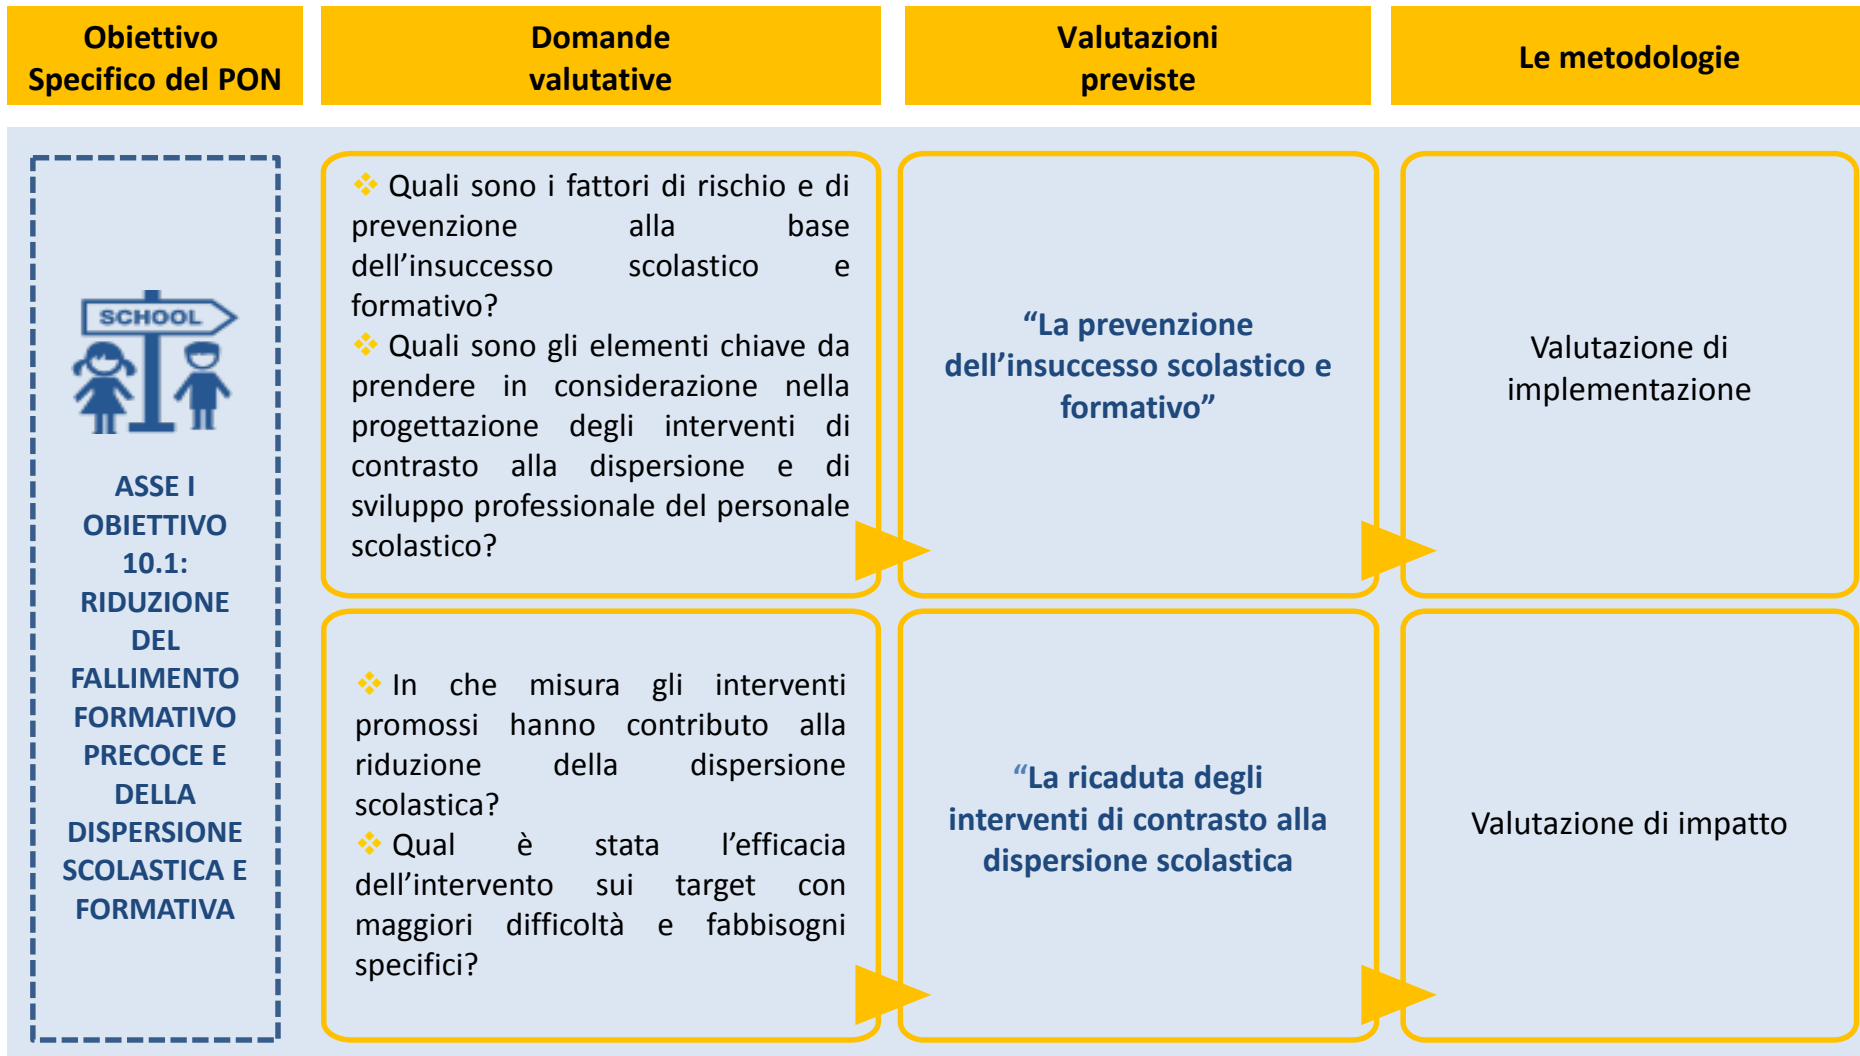 Obiettivo
Specifico del PON
Domande
valutative
Valutazioni
previste
Le metodologie
SCHOOL
ASSE I
OBIETTIVO
10.1:
RIDUZIONE
DEL
FALLIMENTO
FORMATIVO
PRECOCE E
DELLA
DISPERSIONE
SCOLASTICA E
FORMATIVA
❖ Quali sono i fattori di rischio e di
prevenzione alla base
dell’insuccesso scolastico e
formativo?
❖ Quali sono gli elementi chiave da
prendere in considerazione nella
progettazione degli interventi di
contrasto alla dispersione e di
sviluppo professionale del personale
scolastico?
“La prevenzione
dell’insuccesso scolastico e
formativo”
Valutazione di
implementazione
❖ In che misura gli interventi
promossi hanno contributo alla
riduzione della dispersione
scolastica?
❖ Qual è stata l’efficacia
dell’intervento sui target con
maggiori difficoltà e fabbisogni
specifici?
“La ricaduta degli
interventi di contrasto alla
dispersione scolastica
Valutazione di impatto